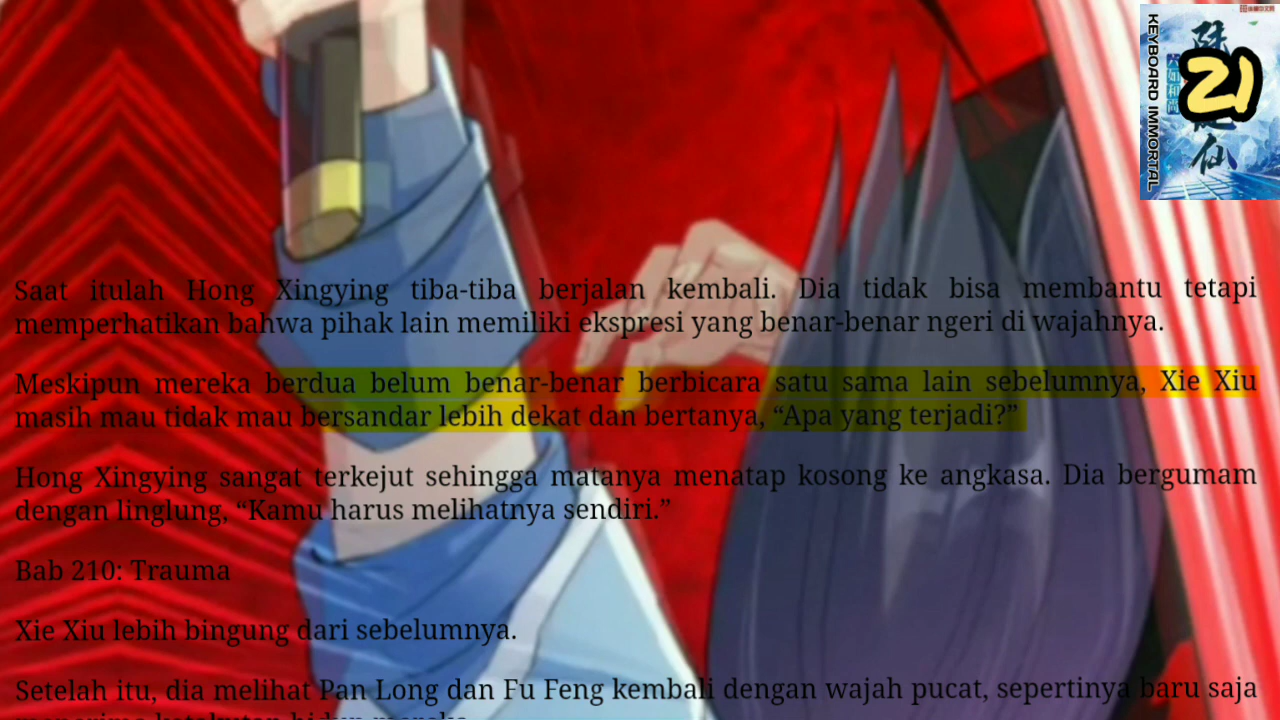 KEYBOARD IMMORTAL
21
六如和尚
仙
Saat itulah Hong Xingying tiba-tiba berjalan kembali. Dia tidak bisa membantu tetapi
memperhatikan bahwa pihak lain memiliki ekspresi yang benar-benar ngeri di wajahnya.
Meskipun mereka berdua belum benar-benar berbicara satu sama lain sebelumnya, Xie Xiu
masih mau tidak mau bersandar lebih dekat dan bertanya, “Apa yang terjadi?”
Hong Xingying sangat terkejut sehingga matanya menatap kosong ke angkasa. Dia bergumam
dengan linglung, “Kamu harus melihatnya sendiri.”
Bab 210: Trauma
Xie Xiu lebih bingung dari sebelumnya.
Setelah itu, dia melihat Pan Long dan Fu Feng kembali dengan wajah pucat, sepertinya baru saja